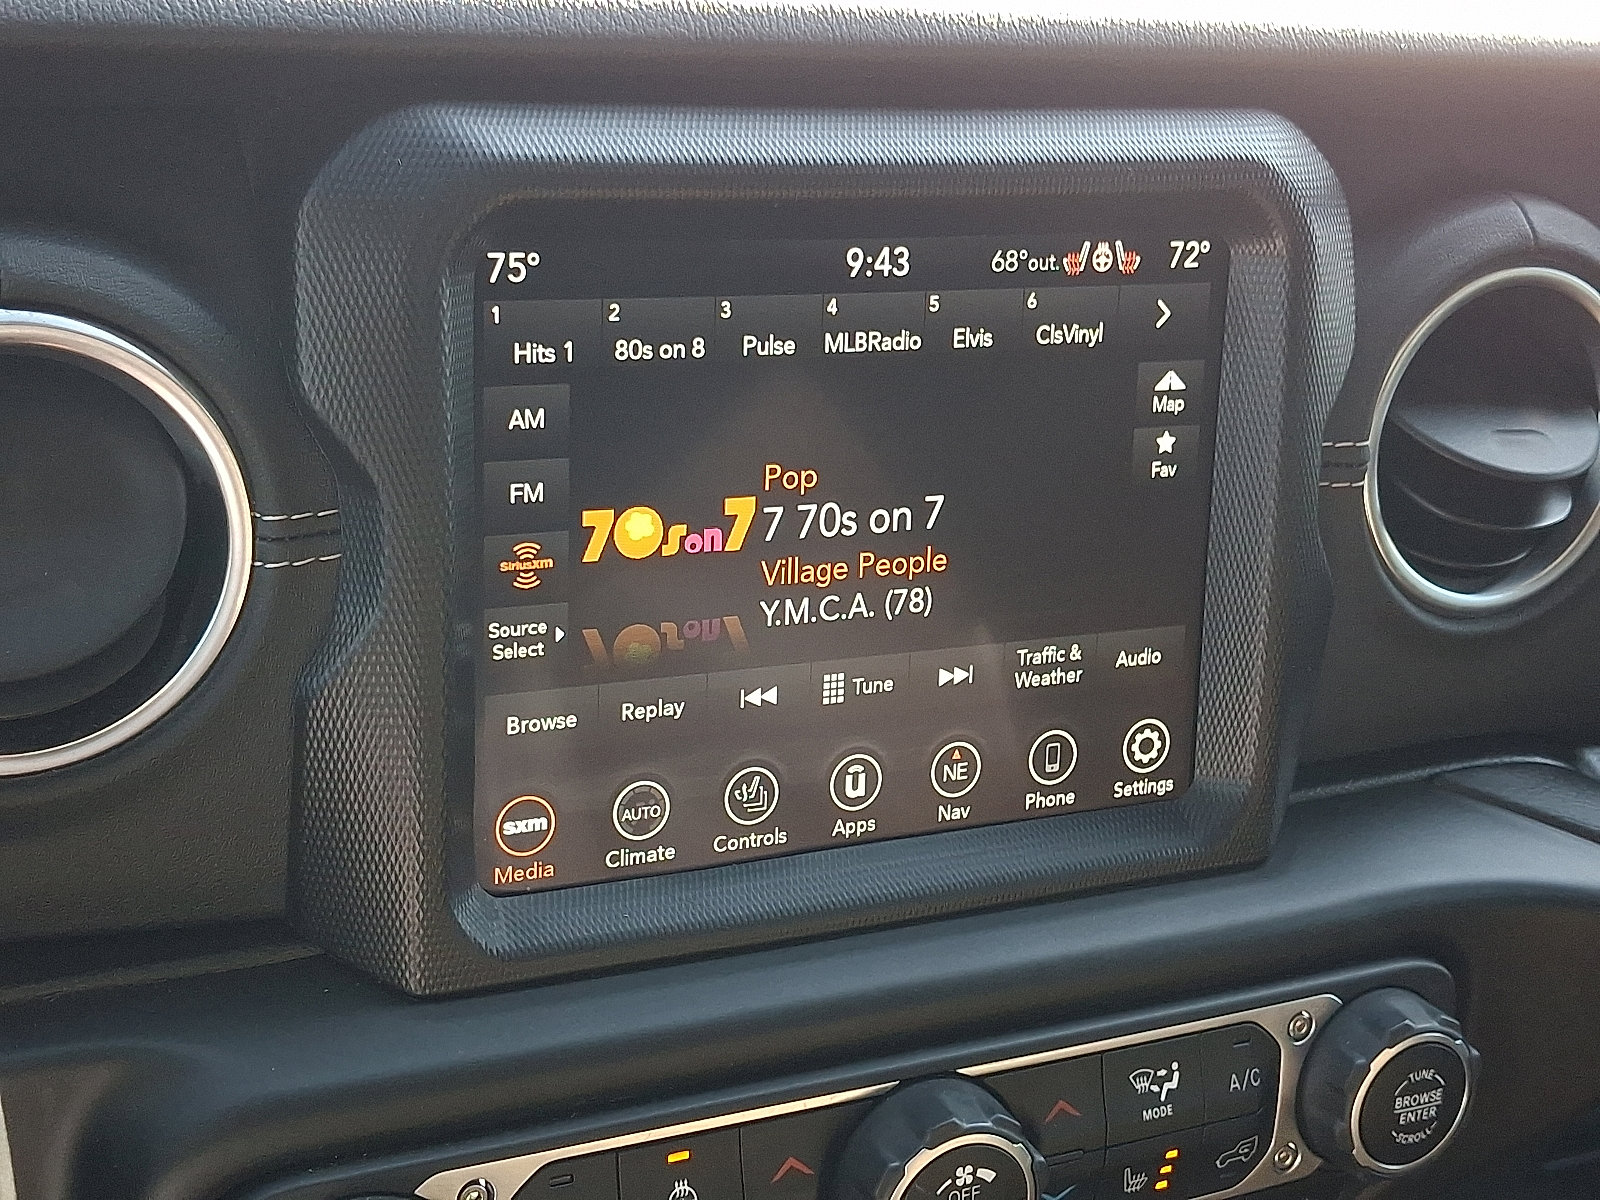 75° 9:43 68°out. 72°
1 2 3 4 5 6
Hits 1 80s on 8 Pulse MLBRadio Elvis ClsVinyl
AM
Map
FM
Fav
Pop
70s on 7
7 70s on 7
siriusxm
Village People
Y.M.C.A. (78)
Source
Select
Browse Replay Tune Traffic &
Weather Audio
sxm AUTO NE
Media Climate Controls Apps Nav Phone Settings
MODE A/C
TUNE
BROWSE
ENTER
SCROLL
OFF